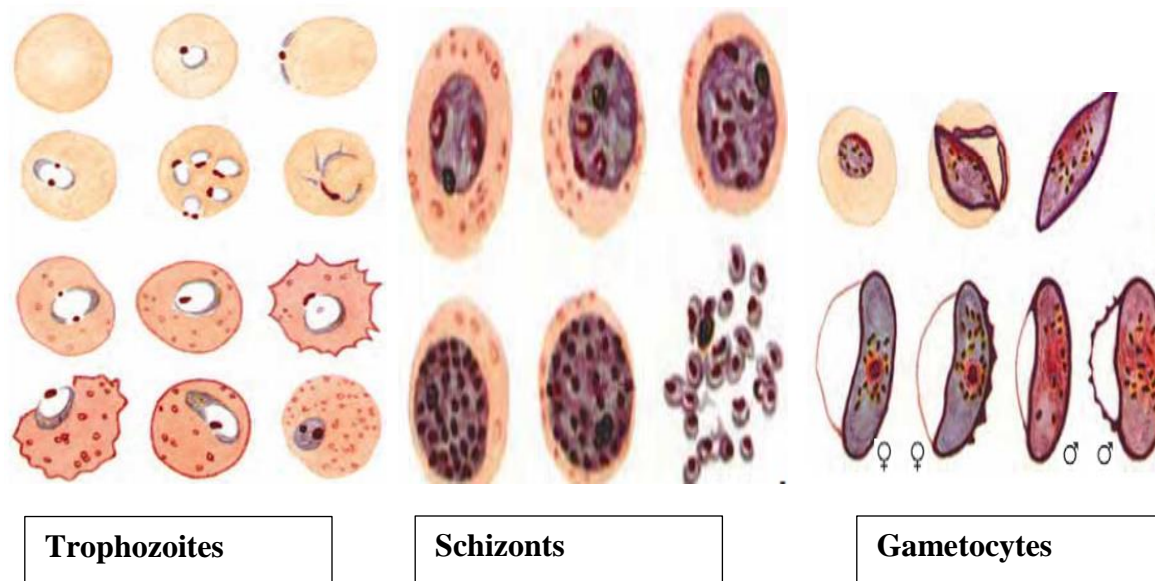 ♀ ♀ ♂ ♂
Trophozoites
Schizonts
Gametocytes